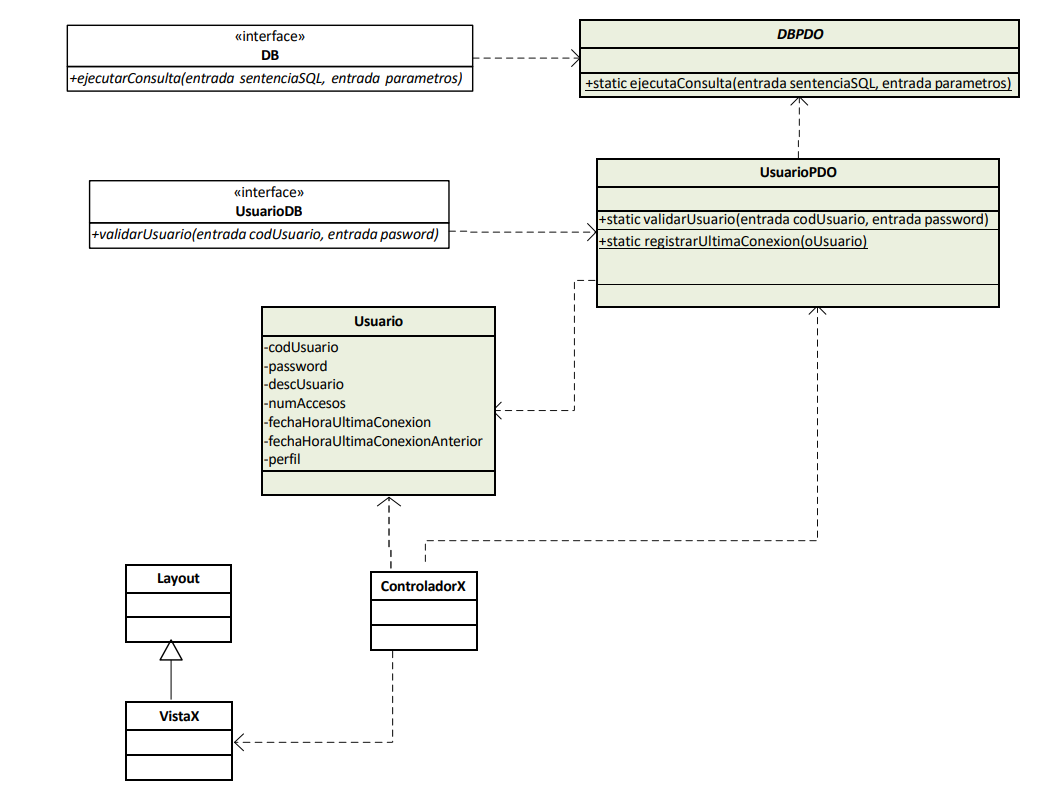 «interface»
DB
+ejecutarConsulta(entrada sentenciaSQL, entrada parametros)
DBPDO
+static ejecutaConsulta(entrada sentenciaSQL, entrada parametros)
«interface»
UsuarioDB
+validarUsuario(entrada codUsuario, entrada pasword)
UsuarioPDO
+static validarUsuario(entrada codUsuario, entrada password)
+static registrarUltimaConexion(oUsuario)
Usuario
-codUsuario
-password
-descUsuario
-numAccesos
-fechaHoraUltimaConexion
-fechaHoraUltimaConexionAnterior
-perfil
Layout
ControladorX
VistaX